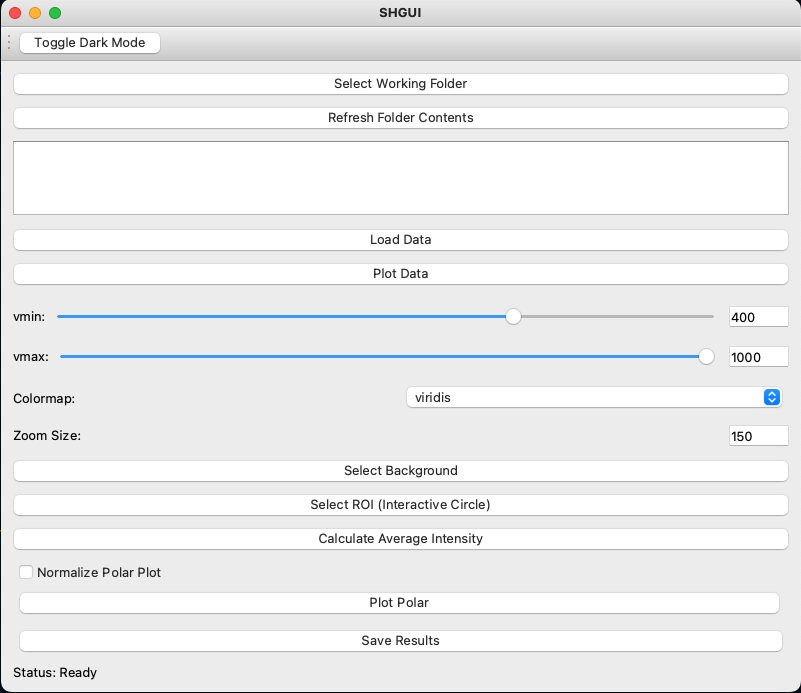 SHGUI
Toggle Dark Mode
Select Working Folder
Refresh Folder Contents
Load Data
Plot Data
vmin: 400
vmax: 1000
Colormap: viridis
Zoom Size: 150
Select Background
Select ROI (Interactive Circle)
Calculate Average Intensity
Normalize Polar Plot
Plot Polar
Save Results
Status: Ready